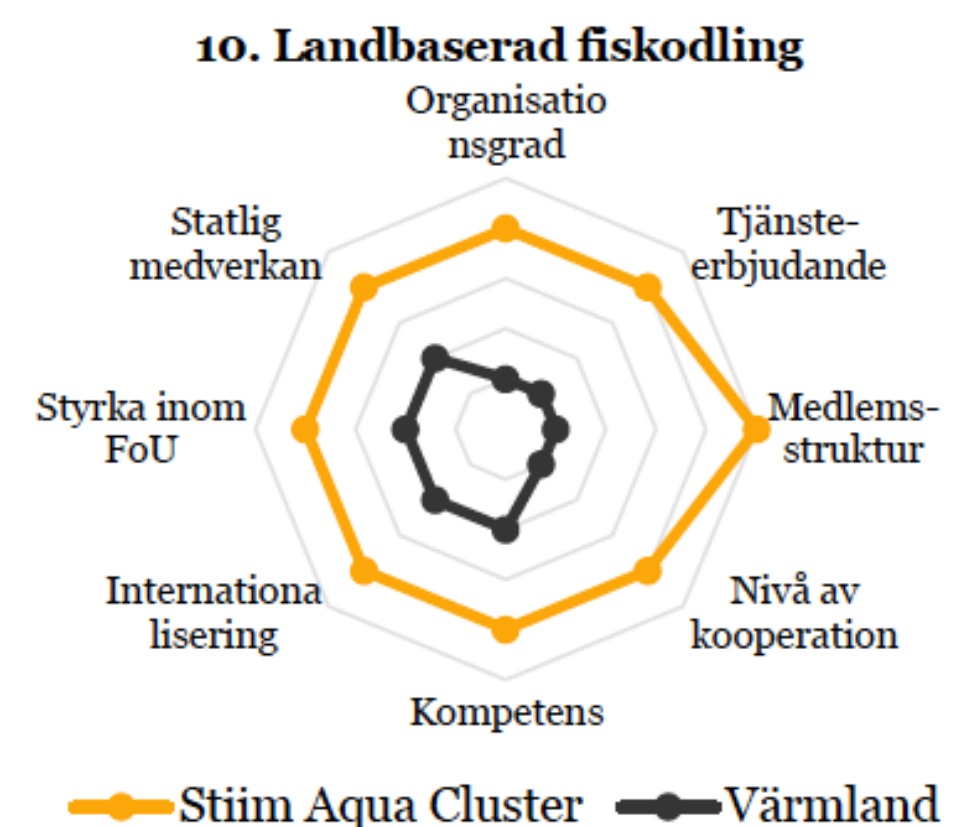 10. Landbaserad fiskodling
Organisatio
nsgrad
Tjänste-
erbjudande
Medlems-
struktur
Nivå av
kooperation
Kompetens
Internationa
lisering
Styrka inom
FoU
Statlig
medverkan
Stiim Aqua Cluster
Värmland